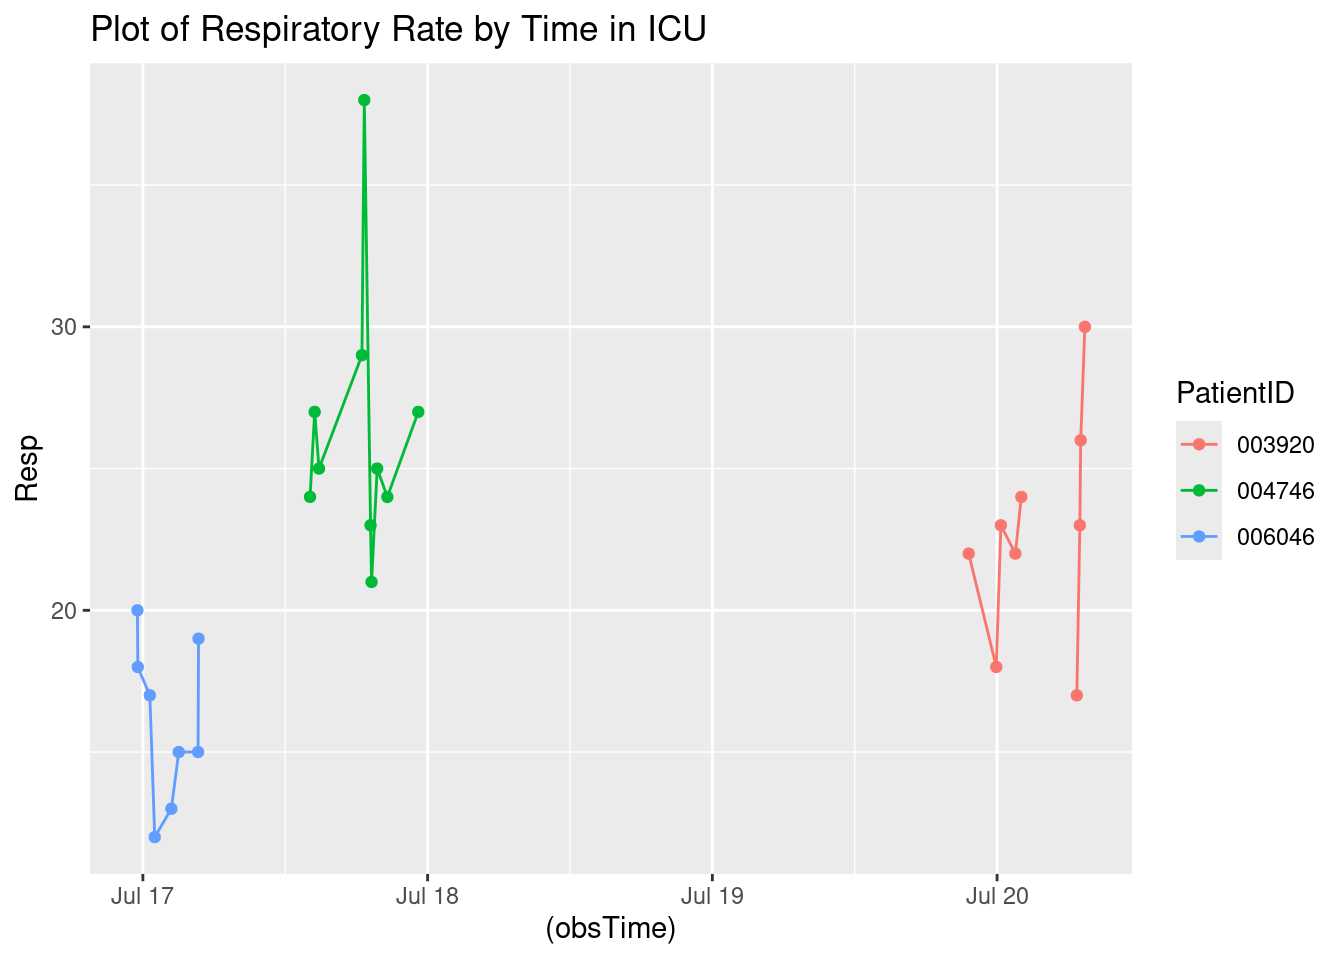 Plot of Respiratory Rate by Time in ICU
Resp
30
20
Jul 17
Jul 18
Jul 19
Jul 20
(obsTime)
PatientID
003920
004746
006046